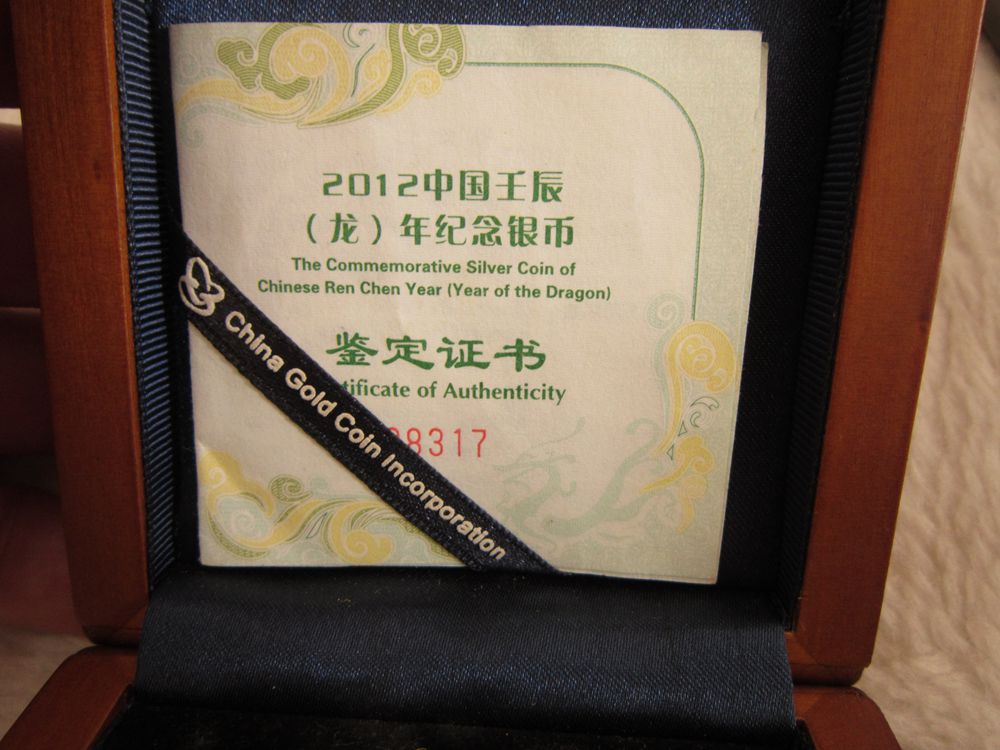 2012中国壬辰
（龙）年纪念银币
The Commemorative Silver Coin of
Chinese Ren Chen Year (Year of the Dragon)
鉴定证书
of Authenticity
8317
China Gold Coin Incorporation